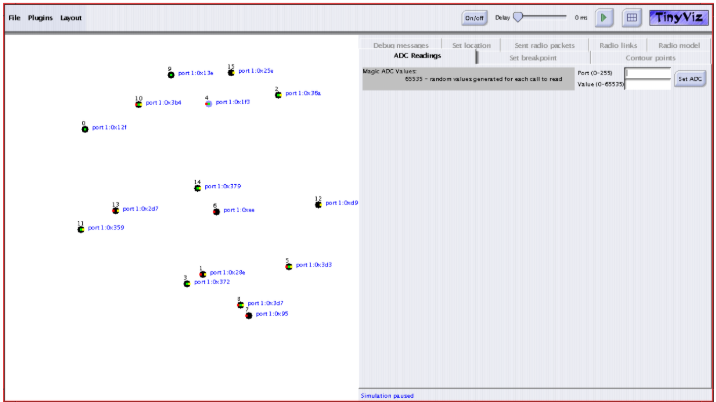 File Plugins Layout On/off Delay 0 ms TinyViz
Debug messages Set location Sent radio packets Radio links Radio model
ADC Readings Set breakpoint Contour points
Magic ADC Values:
65535 - random values generated for each call to read
Port (0-255)
Value (0-65535)
Set ADC
9 port 1:0x13e
15 port 1:0x25e
2 port 1:0x36a
10 port 1:0x3b4
4 port 1:0x1f3
0 port 1:0x12f
14 port 1:0x379
12 port 1:0xd9
13 port 1:0x2d7
6 port 1:0xea
11 port 1:0x359
5 port 1:0x3d3
1 port 1:0x28e
3 port 1:0x372
8 port 1:0x3d7
7 port 1:0x95
Simulation paused